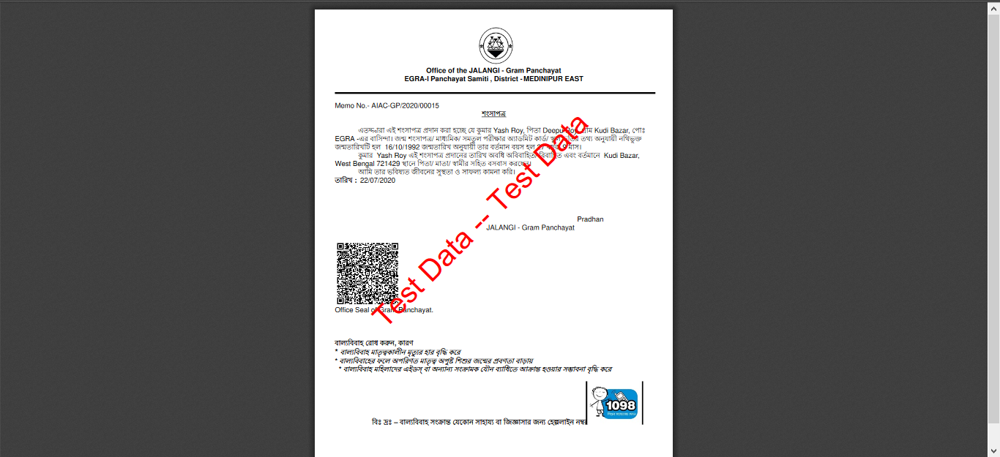 Office of the JALANGI - Gram Panchayat
EGRA-I Panchayat Samiti , District - MEDINIPUR EAST
Memo No.- AIAC-GP/2020/00015
শংসাপত্র
এতদ্দ্বারা এই শংসাপত্র প্রদান করা হচ্ছে যে কুমার Yash Roy, পিতা Deepu Roy, গ্রাম Kudi Bazar, পোঃ
EGRA -এর বাসিন্দা। জন্ম শংসাপত্র/ মাধ্যমিক/ সমতুল পরীক্ষার অ্যাডমিট কার্ড/ স্কুল ভর্তির তথ্য অনুযায়ী নথিভুক্ত
জন্মতারিখটি হল 16/10/1992 জন্মতারিখ অনুযায়ী তার বর্তমান বয়স হল 27 বছর 9 মাস।
কুমার Yash Roy এই শংসাপত্র প্রদানের তারিখ অবধি অবিবাহিত/ বিবাহিত এবং বর্তমানে Kudi Bazar,
West Bengal 721429 স্থানে পিতা/ মাতা/ স্বামীর সহিত বসবাস করছেন।
আমি তার ভবিষ্যত জীবনের সুস্থতা ও সাফল্য কামনা করি।
তারিখ : 22/07/2020
Pradhan
JALANGI - Gram Panchayat
Test Data -- Test Data
Office Seal of Gram Panchayat.
বাল্যবিবাহ রোধ করুন, কারণ
* বাল্যবিবাহ মাতৃত্বকালীন মৃত্যুর হার বৃদ্ধি করে
* বাল্যবিবাহের ফলে অপরিণত মাতৃত্ব অপুষ্ট শিশুর জন্মের প্রবণতা বাড়ায়
* বাল্যবিবাহ মহিলাদের এইডস্ বা অন্যান্য সংক্রামক যৌন ব্যাধিতে আক্রান্ত হওয়ার সম্ভাবনা বৃদ্ধি করে
1098
বিঃ দ্রঃ – বাল্যবিবাহ সংক্রান্ত যেকোন সাহায্য বা জিজ্ঞাসার জন্য হেল্পলাইন নম্বর